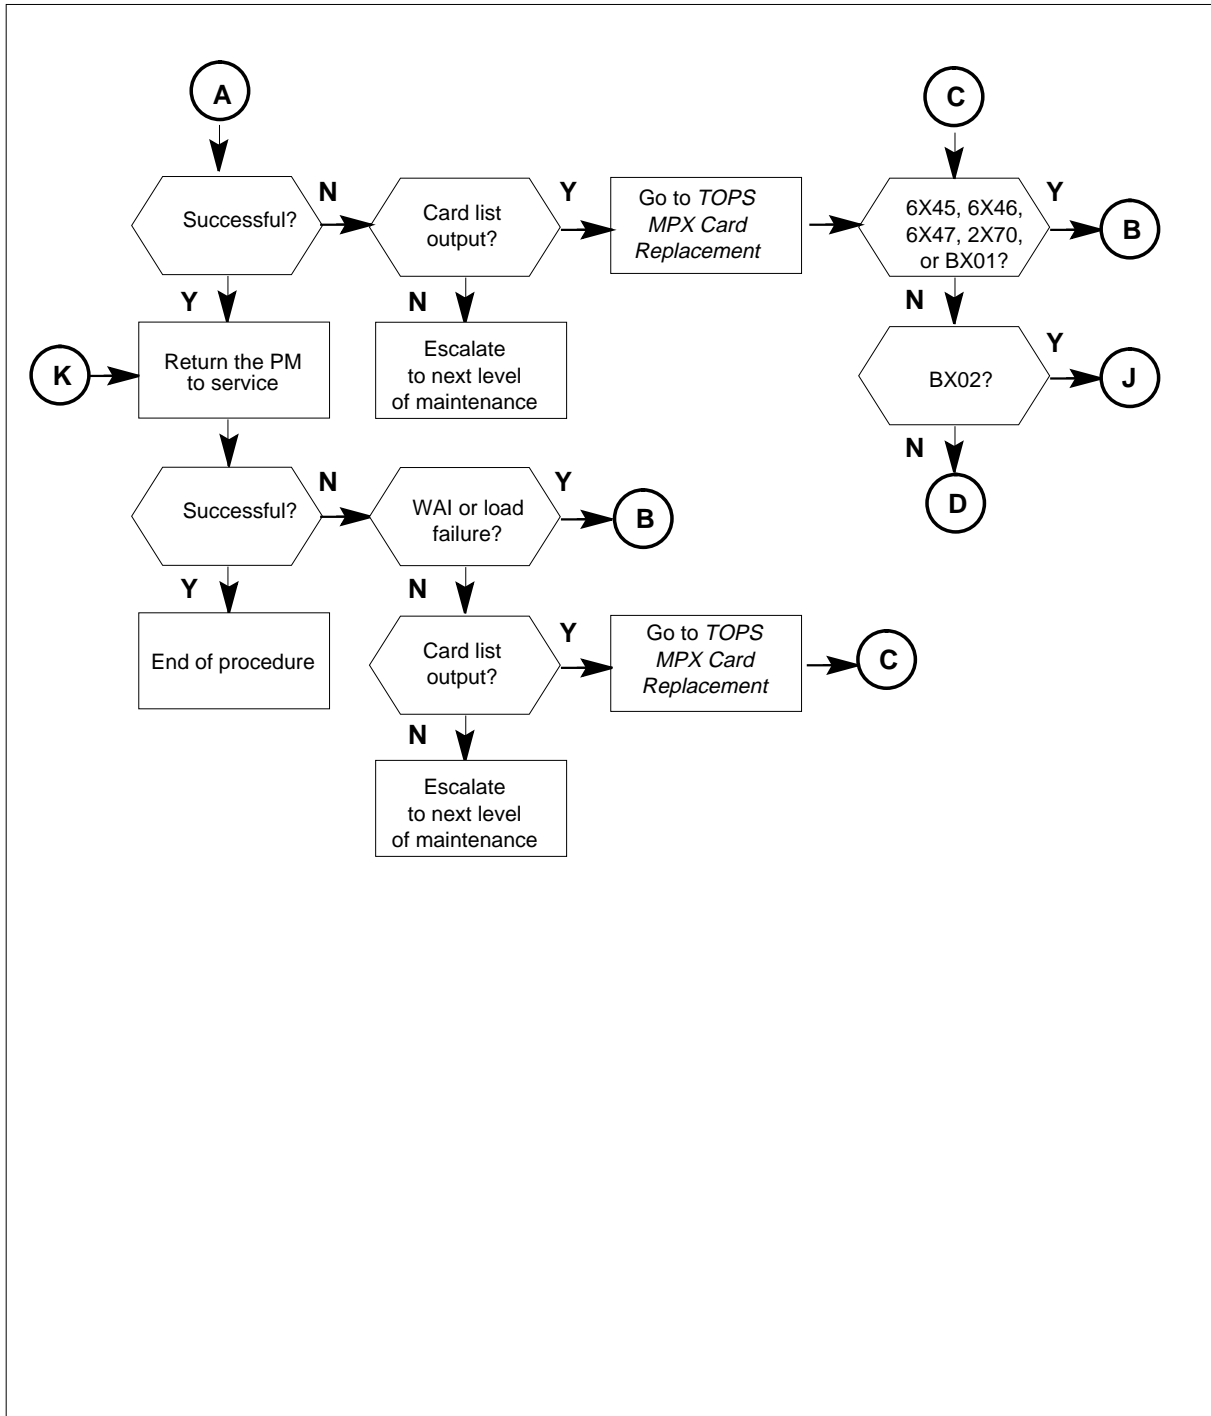 A
C
Successful?
N
Card list
output?
Y
Go to TOPS
MPX Card
Replacement
6X45, 6X46,
6X47, 2X70,
or BX01?
Y
B
Y
N
N
K
Return the PM
to service
Escalate
to next level
of maintenance
BX02?
Y
J
N
D
Successful?
N
WAI or load
failure?
Y
B
Y
N
End of procedure
Card list
output?
Y
Go to TOPS
MPX Card
Replacement
C
N
Escalate
to next level
of maintenance